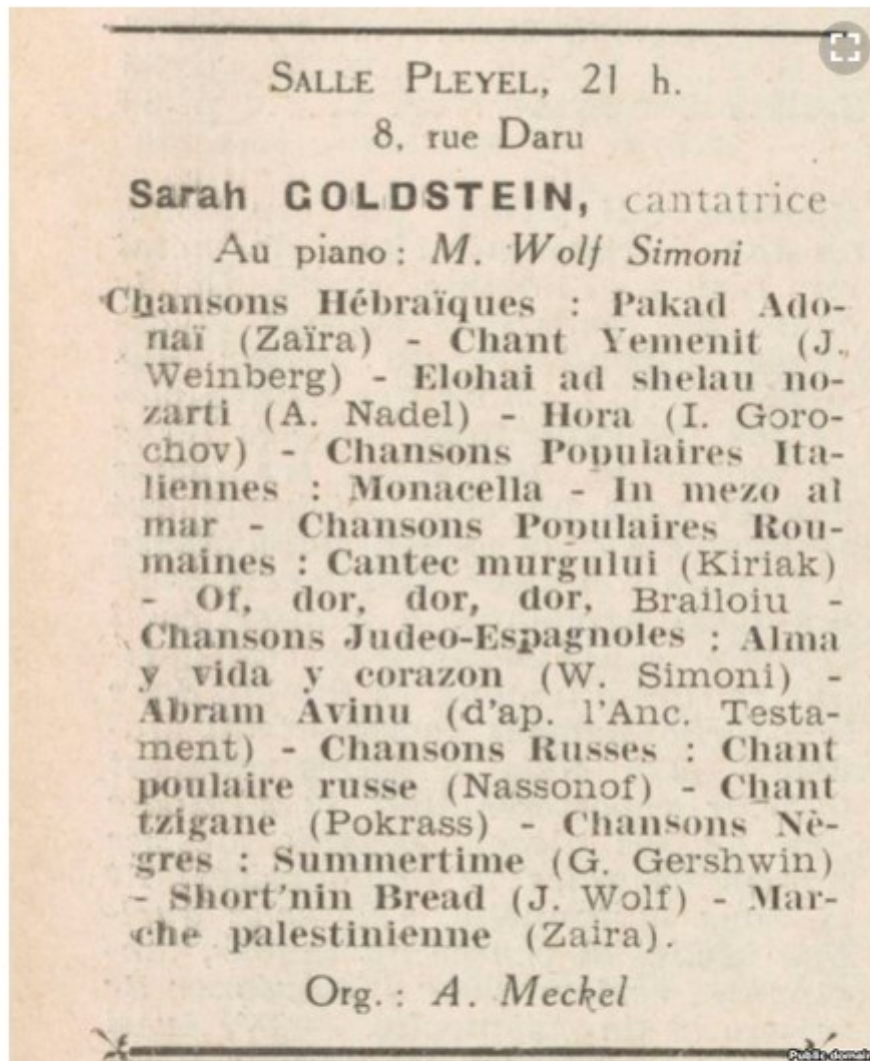 SALLE PLEYEL, 21 h.
8, rue Daru
Sarah GOLDSTEIN, cantatrice
Au piano : M. Wolf Simoni
Chansons Hébraïques : Pakad Ado-
naï (Zaïra) - Chant Yemenit (J.
Weinberg) - Elohai ad shelau no-
zarti (A. Nadel) - Hora (I. Goro-
chov) - Chansons Populaires Ita-
liennes : Monacella - In mezo al
mar - Chansons Populaires Rou-
maines : Cantec murgului (Kiriak)
- Of, dor, dor, dor, Brailoiu -
Chansons Judeo-Espagnoles : Alma
y vida y corazon (W. Simoni) -
Abram Avinu (d'ap. l'Anc. Testa-
ment) - Chansons Russes : Chant
poulaire russe (Nassonof) - Chant
tzigane (Pokrass) - Chansons Nè-
gres : Summertime (G. Gershwin)
- Short'nin Bread (J. Wolf) - Mar-
che palestinienne (Zaira).
Org. : A. Meckel
Public domain